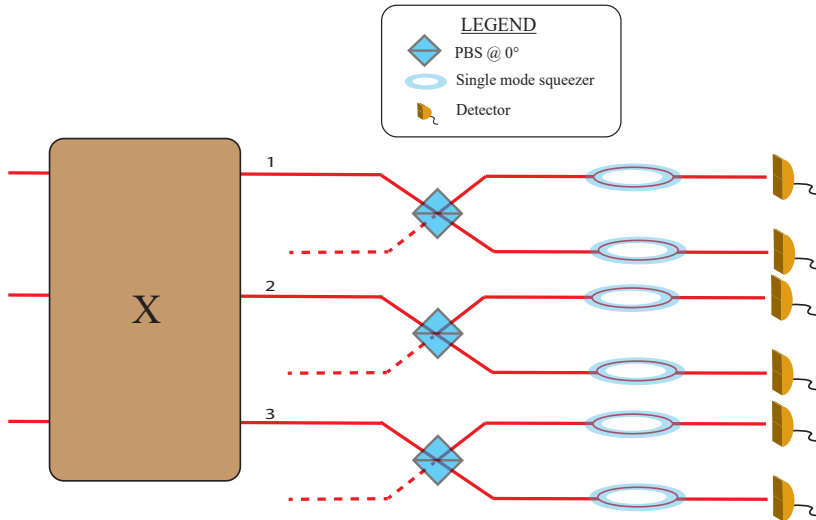 LEGEND
PBS @ 0°
Single mode squeezer
Detector
1
X
2
3